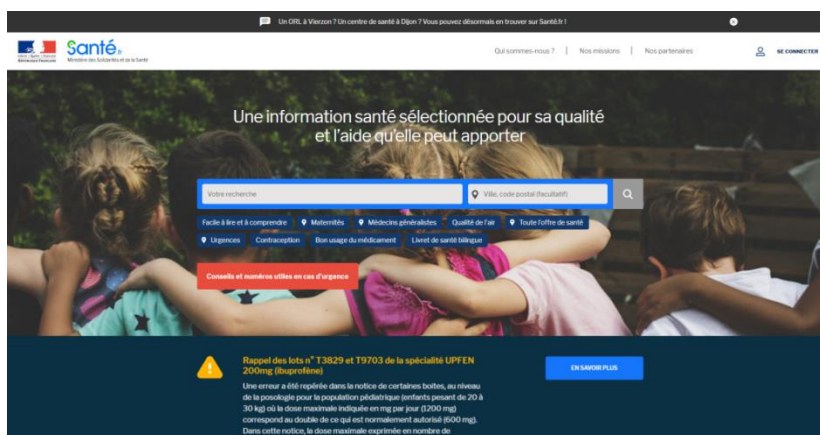 Un ORL à Vierzon ? Un centre de santé à Dijon ? Vous pouvez désormais en trouver sur Santé.fr !
RÉPUBLIQUE FRANÇAISE
Santé.fr
Ministère des Solidarités et de la Santé
Qui sommes-nous ? | Nos missions | Nos partenaires
SE CONNECTER
Une information santé sélectionnée pour sa qualité
et l'aide qu'elle peut apporter
Votre recherche
Ville, code postal (facultatif)
Facile à lire et à comprendre
Maternités
Médecins généralistes
Qualité de l'air
Toute l'offre de santé
Urgences
Contraception
Bon usage du médicament
Livret de santé bilingue
Conseils et numéros utiles en cas d'urgence
Rappel des lots n° T3829 et T9703 de la spécialité UPFEN
200mg (ibuprofène)
EN SAVOIR PLUS
Une erreur a été repérée dans la notice de certaines boites, au niveau
de la posologie pour la population pédiatrique (enfants pesant de 20 à
30 kg) où la dose maximale indiquée en mg par jour (1200 mg)
correspond au double de ce qui est normalement autorisé (600 mg).
Dans cette notice, la dose maximale exprimée en nombre de